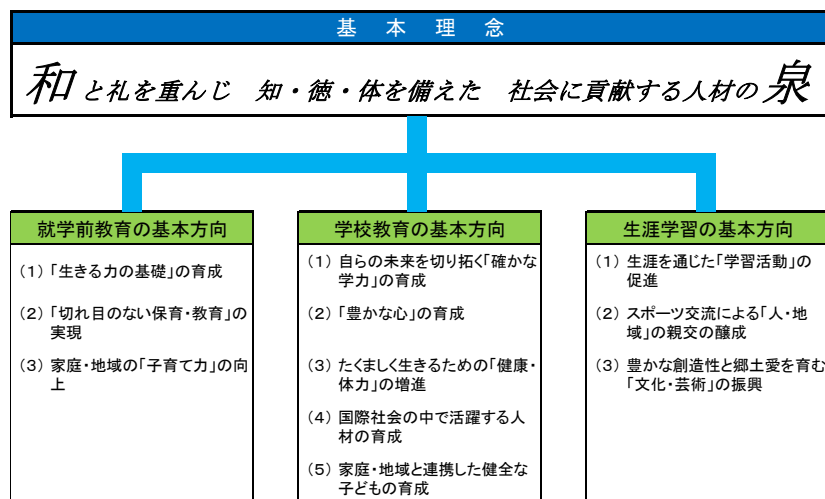 基 本 理 念
和と礼を重んじ 知・徳・体を備えた 社会に貢献する人材の泉
就学前教育の基本方向
(1)「生きる力の基礎」の育成
(2)「切れ目のない保育・教育」の
実現
(3) 家庭・地域の「子育て力」の向
上
学校教育の基本方向
(1) 自らの未来を切り拓く「確かな
学力」の育成
(2)「豊かな心」の育成
(3) たくましく生きるための「健康・
体力」の増進
(4) 国際社会の中で活躍する人
材の育成
(5) 家庭・地域と連携した健全な
子どもの育成
生涯学習の基本方向
(1) 生涯を通じた「学習活動」の
促進
(2) スポーツ交流による「人・地
域」の親交の醸成
(3) 豊かな創造性と郷土愛を育む
「文化・芸術」の振興